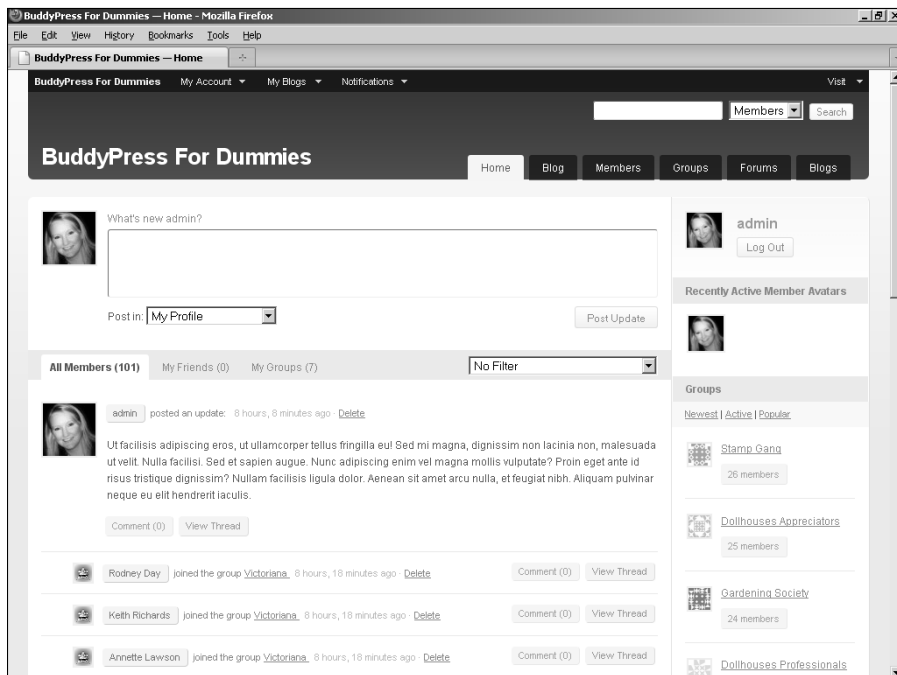 BuddyPress For Dummies — Home - Mozilla Firefox
File Edit View History Bookmarks Tools Help
BuddyPress For Dummies — Home
BuddyPress For Dummies My Account My Blogs Notifications Visit
Members Search
BuddyPress For Dummies
Home Blog Members Groups Forums Blogs
What's new admin?
Post in: My Profile Post Update
admin
Log Out
Recently Active Member Avatars
All Members (101) My Friends (0) My Groups (7) No Filter
admin posted an update: 8 hours, 8 minutes ago · Delete
Ut facilisis adipiscing eros, ut ullamcorper tellus fringilla eu! Sed mi magna, dignissim non lacinia non, malesuada
ut velit. Nulla facilisi. Sed et sapien augue. Nunc adipiscing enim vel magna mollis vulputate? Proin eget ante id
risus tristique dignissim? Nullam facilisis ligula dolor. Aenean sit amet arcu nulla, et feugiat nibh. Aliquam pulvinar
neque eu elit hendrerit iaculis.
Comment (0) View Thread
Rodney Day joined the group Victoriana 8 hours, 18 minutes ago · Delete Comment (0) View Thread
Keith Richards joined the group Victoriana 8 hours, 18 minutes ago · Delete Comment (0) View Thread
Annette Lawson joined the group Victoriana 8 hours, 18 minutes ago · Delete Comment (0) View Thread
Groups
Newest | Active | Popular
Stamp Gang
26 members
Dollhouses Appreciators
25 members
Gardening Society
24 members
Dollhouses Professionals